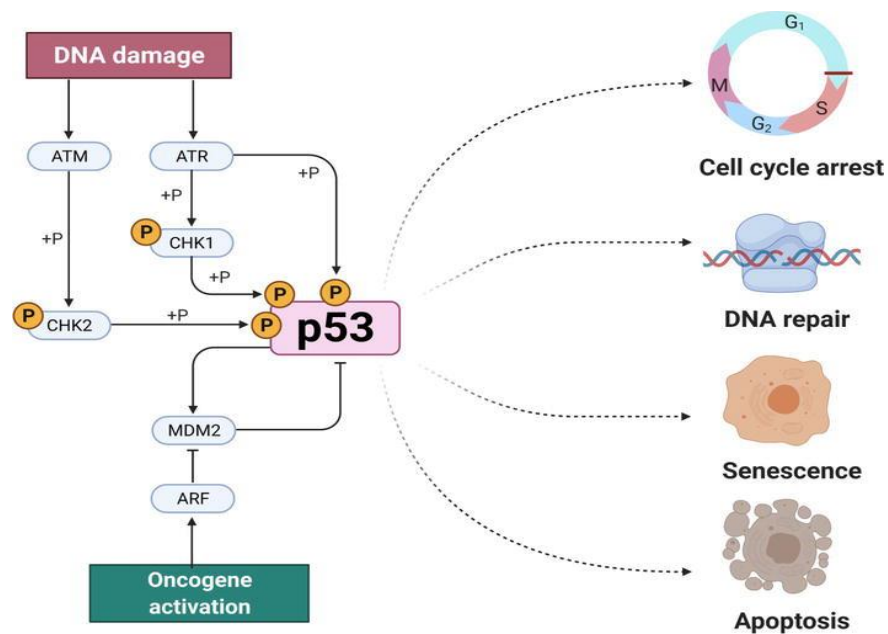 DNA damage
ATM
ATR
+P
+P
+P
P
CHK1
+P
P
P
P
CHK2
+P
P
p53
MDM2
ARF
Oncogene
activation
G₁
M
S
G₂
Cell cycle arrest
DNA repair
Senescence
Apoptosis